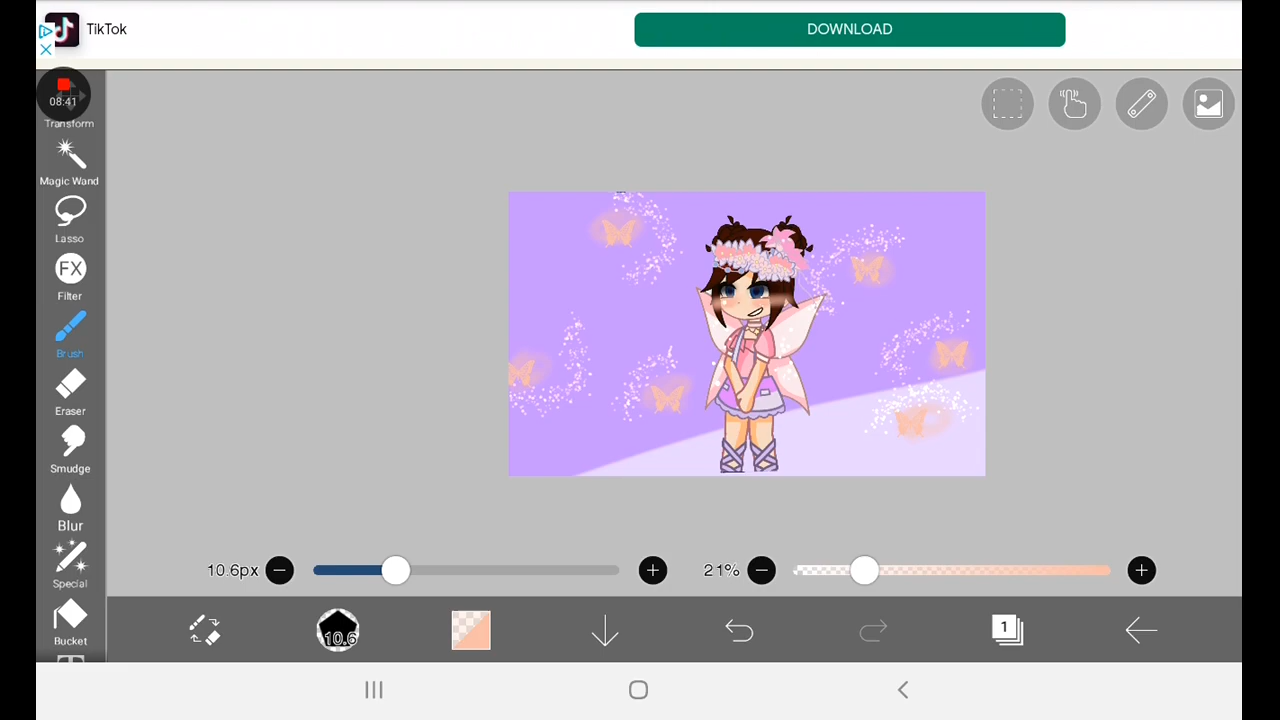 TikTok
DOWNLOAD
08:41
Transform
Magic Wand
Lasso
FX
Filter
Brush
Eraser
Smudge
Blur
Special
Bucket
10.6px
21%
10.6
1